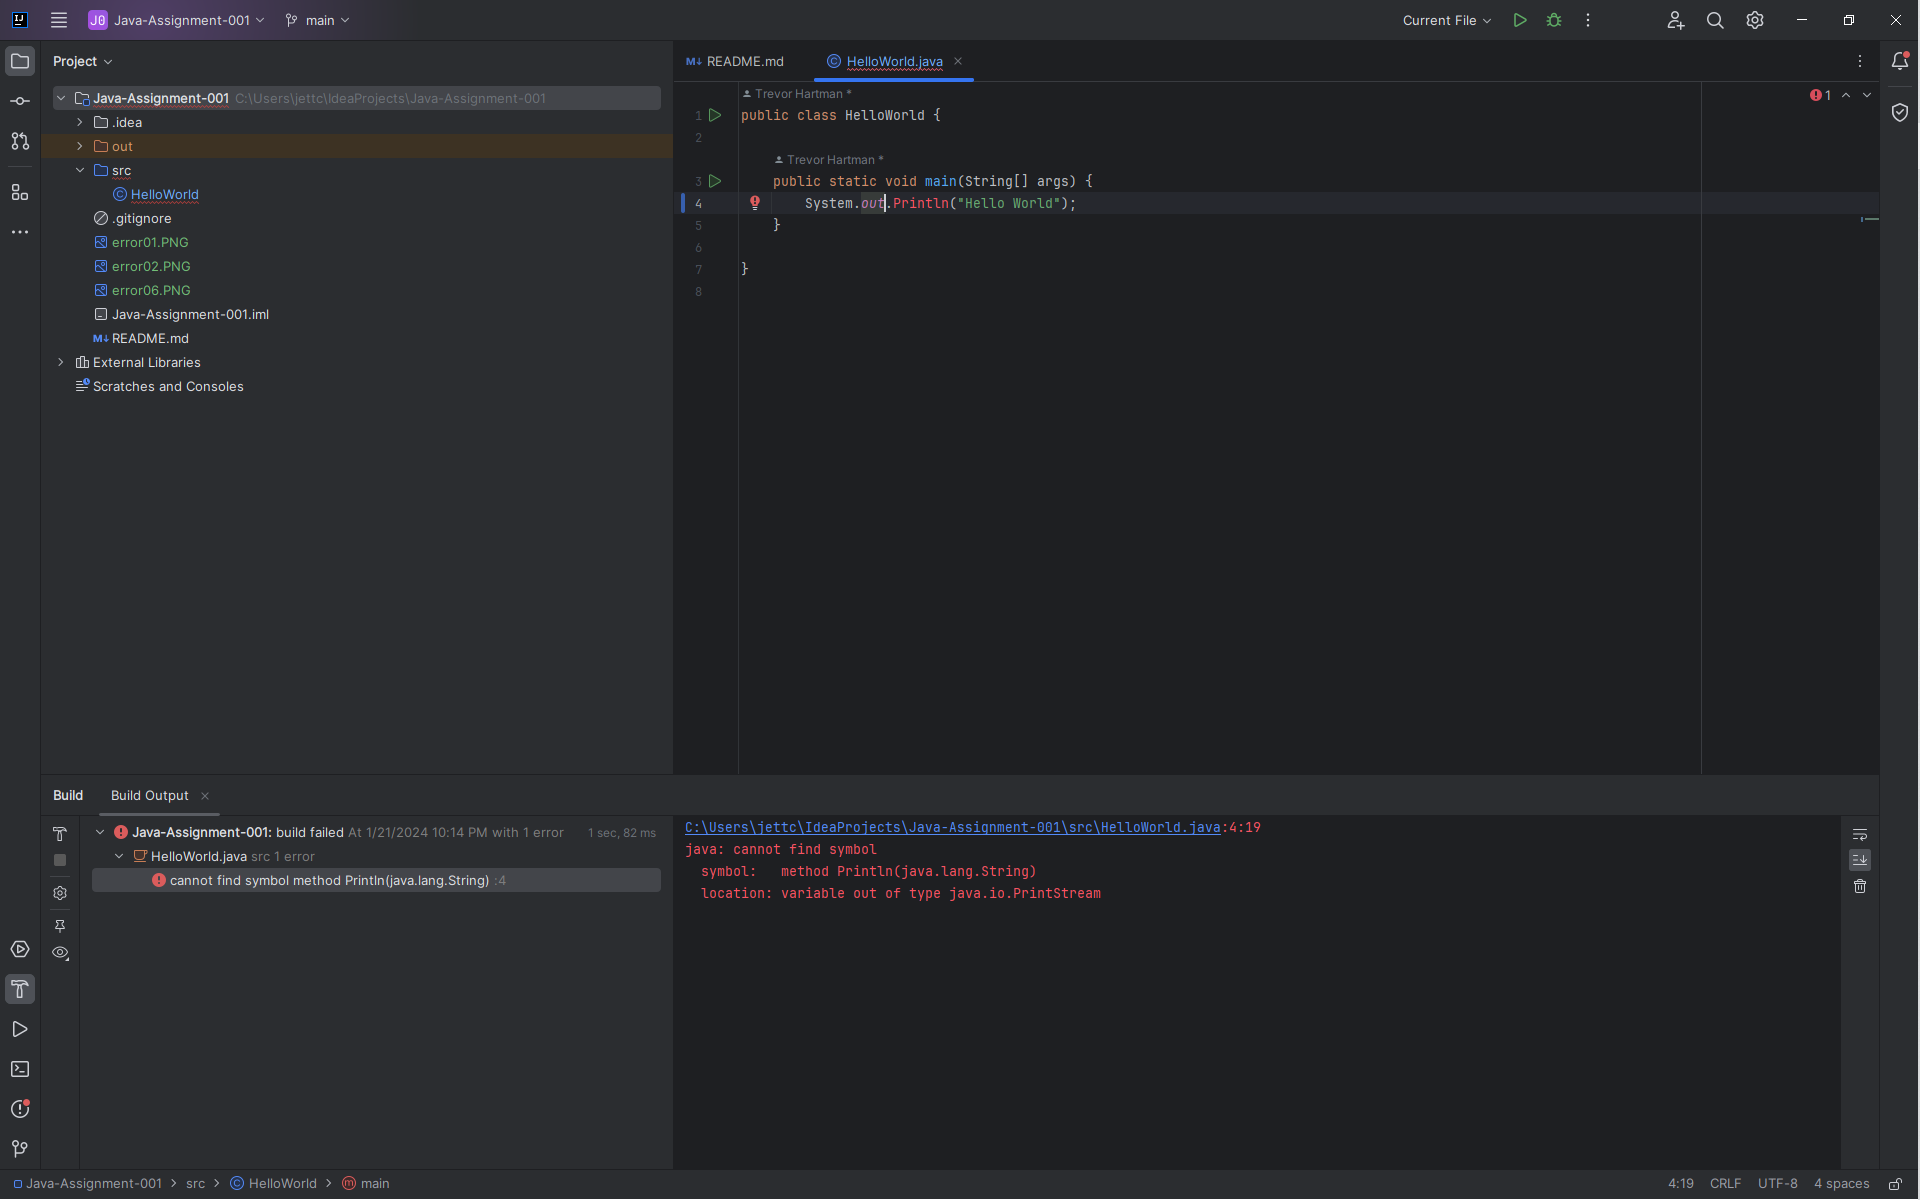 J0 Java-Assignment-001 main Current File
Project
Java-Assignment-001 C:\Users\jettc\IdeaProjects\Java-Assignment-001
.idea
out
src
HelloWorld
.gitignore
error01.PNG
error02.PNG
error06.PNG
Java-Assignment-001.iml
M↓ README.md
External Libraries
Scratches and Consoles
M↓ README.md HelloWorld.java
Trevor Hartman *
1 public class HelloWorld {
2
Trevor Hartman *
3 public static void main(String[] args) {
4 System.out.Println("Hello World");
5 }
6
7 }
8
1
Build Build Output
Java-Assignment-001: build failed At 1/21/2024 10:14 PM with 1 error 1 sec, 82 ms
HelloWorld.java src 1 error
cannot find symbol method Println(java.lang.String) :4
C:\Users\jettc\IdeaProjects\Java-Assignment-001\src\HelloWorld.java:4:19
java: cannot find symbol
symbol: method Println(java.lang.String)
location: variable out of type java.io.PrintStream
Java-Assignment-001 > src > HelloWorld > main 4:19 CRLF UTF-8 4 spaces